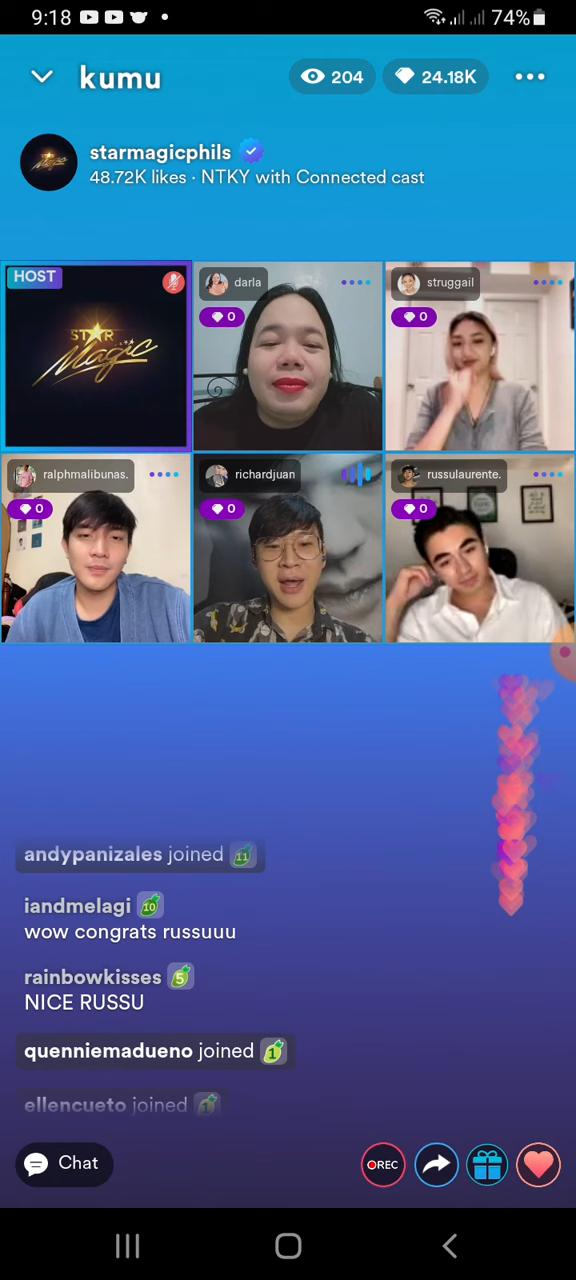 9:18
74%
kumu
204
24.18K
starmagicphils
48.72K likes · NTKY with Connected cast
HOST
STAR
Magic
darla
0
struggail
0
ralphmalibunas.
0
richardjuan
0
russulaurente.
0
andypanizales joined 11
iandmelagi 10
wow congrats russuuu
rainbowkisses 5
NICE RUSSU
quenniemadueno joined 1
ellencueto joined 1
Chat
REC